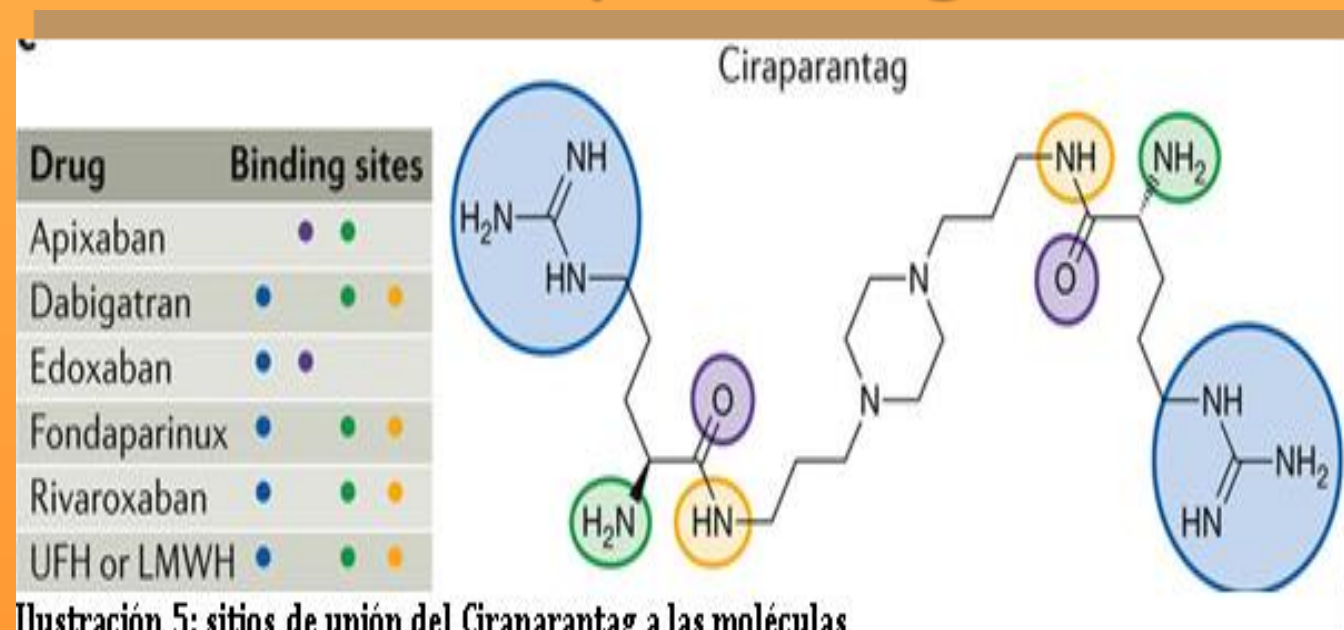 Ciraparantag
Drug Binding sites
Apixaban
Dabigatran
Edoxaban
Fondaparinux
Rivaroxaban
UFH or LMWH
NH
H₂N
HN
O
H₂N
HN
N
N
NH
NH₂
O
NH
NH₂
HN
Ilustración 5: sitios de unión del Ciraparantag a las moléculas